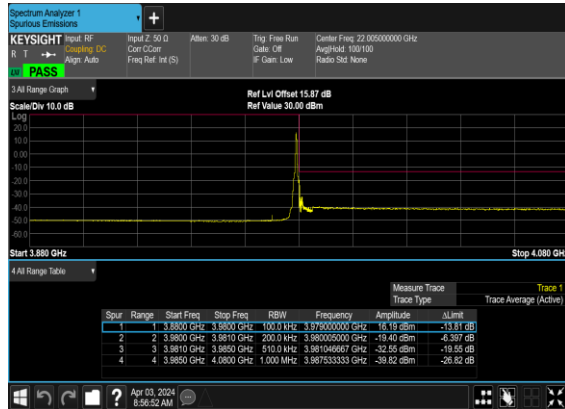 Spectrum Analyzer 1
Spurious Emissions
+
KEYSIGHT Input: RF Input Z: 50 Ω Atten: 30 dB Trig: Free Run Center Freq: 22.005000000 GHz
R T Coupling: DC Corr CCorr Gate: Off Avg|Hold: 100/100
Align: Auto Freq Ref: Int (S) IF Gain: Low Radio Std: None
LV PASS
3 All Range Graph
Ref Lvl Offset 15.87 dB
Scale/Div 10.0 dB Ref Value 30.00 dBm
Log
20.0
10.0
0.00
-10.0
-20.0
-30.0
-40.0
-50.0
-60.0
Start 3.880 GHz Stop 4.080 GHz
4 All Range Table
Measure Trace Trace 1
Trace Type Trace Average (Active)
Spur Range Start Freq Stop Freq RBW Frequency Amplitude ΔLimit
1 1 3.8800 GHz 3.9800 GHz 100.0 kHz 3.979000000 GHz 16.19 dBm -13.81 dB
2 2 3.9800 GHz 3.9810 GHz 200.0 kHz 3.980005000 GHz -19.40 dBm -6.397 dB
3 3 3.9810 GHz 3.9850 GHz 510.0 kHz 3.981046667 GHz -32.55 dBm -19.55 dB
4 4 3.9850 GHz 4.0800 GHz 1.000 MHz 3.987533333 GHz -39.82 dBm -26.82 dB
? Apr 03, 2024
8:56:52 AM